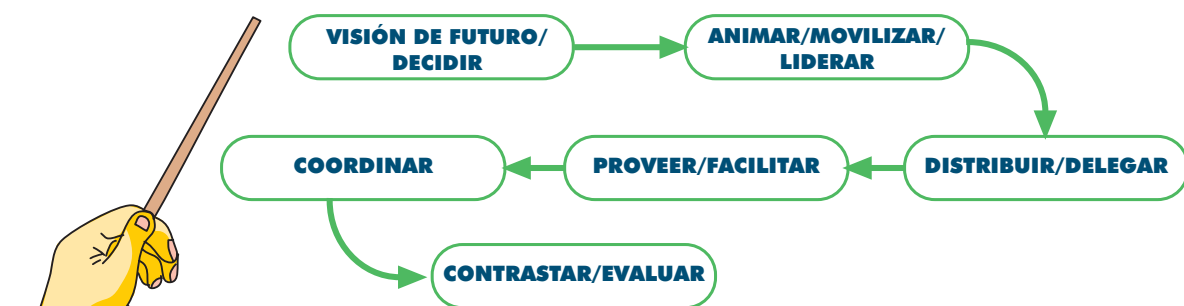 VISIÓN DE FUTURO/
DECIDIR
ANIMAR/MOVILIZAR/
LIDERAR
DISTRIBUIR/DELEGAR
PROVEER/FACILITAR
COORDINAR
CONTRASTAR/EVALUAR